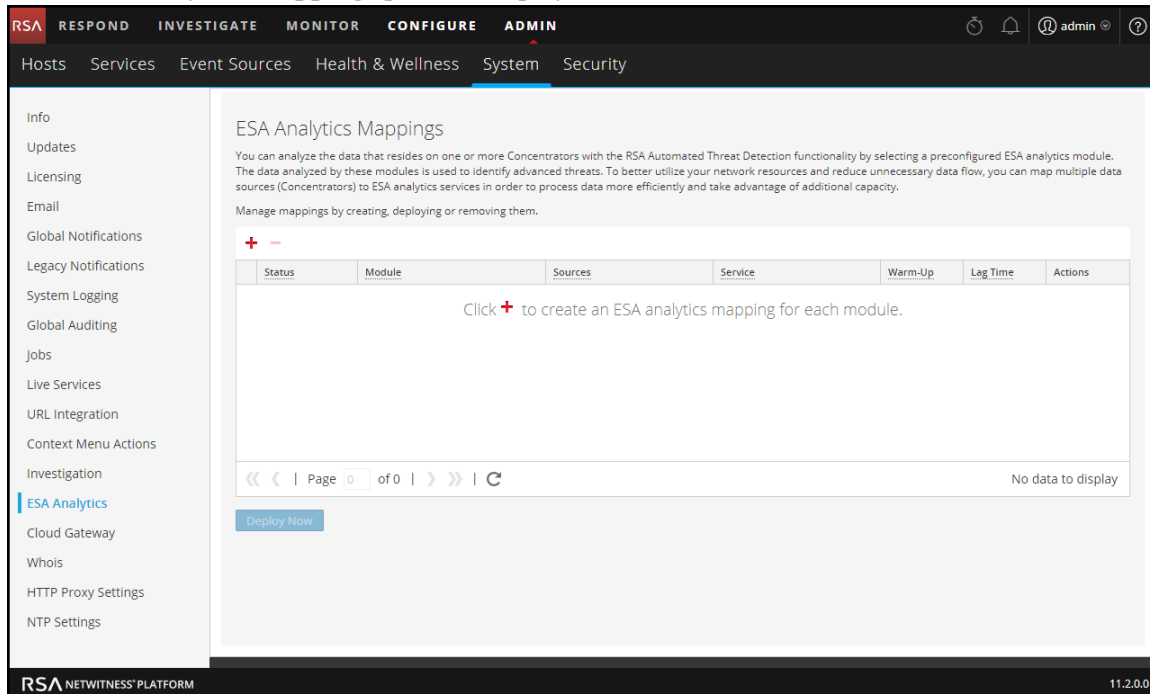 RSA RESPOND INVESTIGATE MONITOR CONFIGURE ADMIN admin
Hosts Services Event Sources Health & Wellness System Security
Info
Updates
Licensing
Email
Global Notifications
Legacy Notifications
System Logging
Global Auditing
Jobs
Live Services
URL Integration
Context Menu Actions
Investigation
ESA Analytics
Cloud Gateway
Whois
HTTP Proxy Settings
NTP Settings
ESA Analytics Mappings
You can analyze the data that resides on one or more Concentrators with the RSA Automated Threat Detection functionality by selecting a preconfigured ESA analytics module.
The data analyzed by these modules is used to identify advanced threats. To better utilize your network resources and reduce unnecessary data flow, you can map multiple data
sources (Concentrators) to ESA analytics services in order to process data more efficiently and take advantage of additional capacity.
Manage mappings by creating, deploying or removing them.
Status Module Sources Service Warm-Up Lag Time Actions
Click + to create an ESA analytics mapping for each module.
Page 0 of 0 No data to display
Deploy Now
RSA NETWITNESS® PLATFORM 11.2.0.0